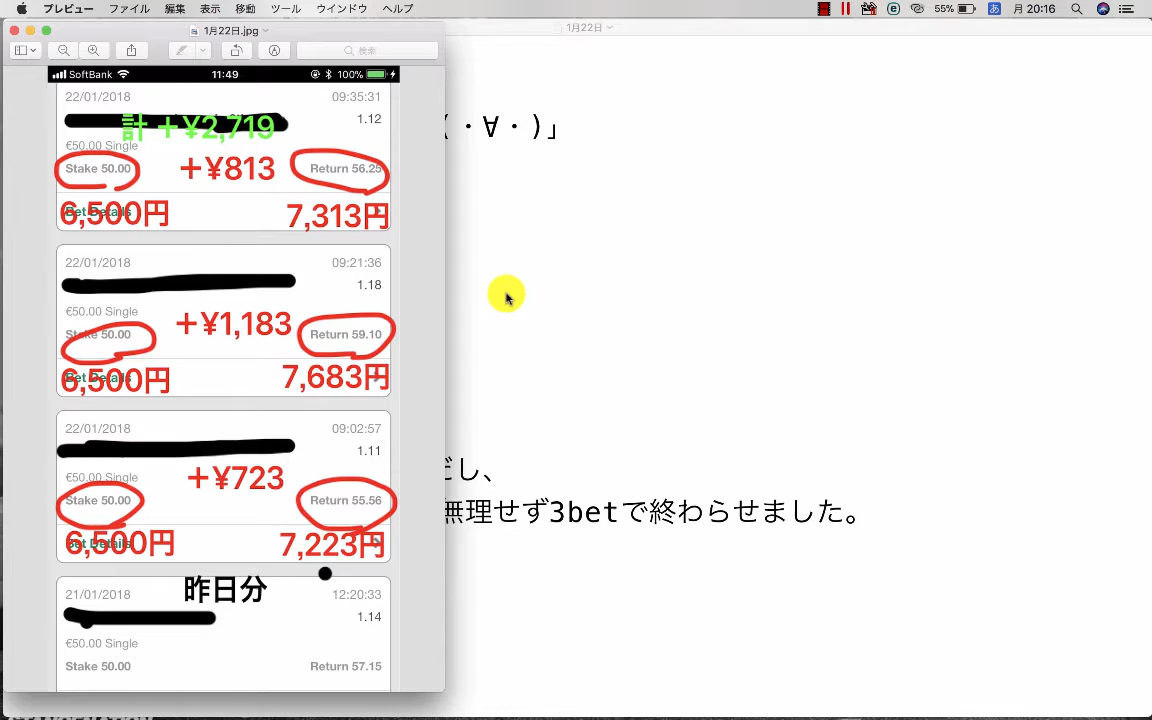 プレビュー ファイル 編集 表示 移動 ツール ウインドウ ヘルプ 55% あ 月 20:16
1月22日.jpg
1月22日
検索
SoftBank 11:49 100%
22/01/2018 09:35:31
計 +¥2,719 1.12
€50.00 Single
Stake 50.00 +¥813 Return 56.25
Bet Details
6,500円 7,313円
22/01/2018 09:21:36
1.18
€50.00 Single
Stake 50.00 +¥1,183 Return 59.10
Bet Details
6,500円 7,683円
22/01/2018 09:02:57
1.11
€50.00 Single
Stake 50.00 +¥723 Return 55.56
Bet Details
6,500円 7,223円
21/01/2018 昨日分 12:20:33
1.14
€50.00 Single
Stake 50.00 Return 57.15
(・∀・)」
だし、
無理せず3betで終わらせました。